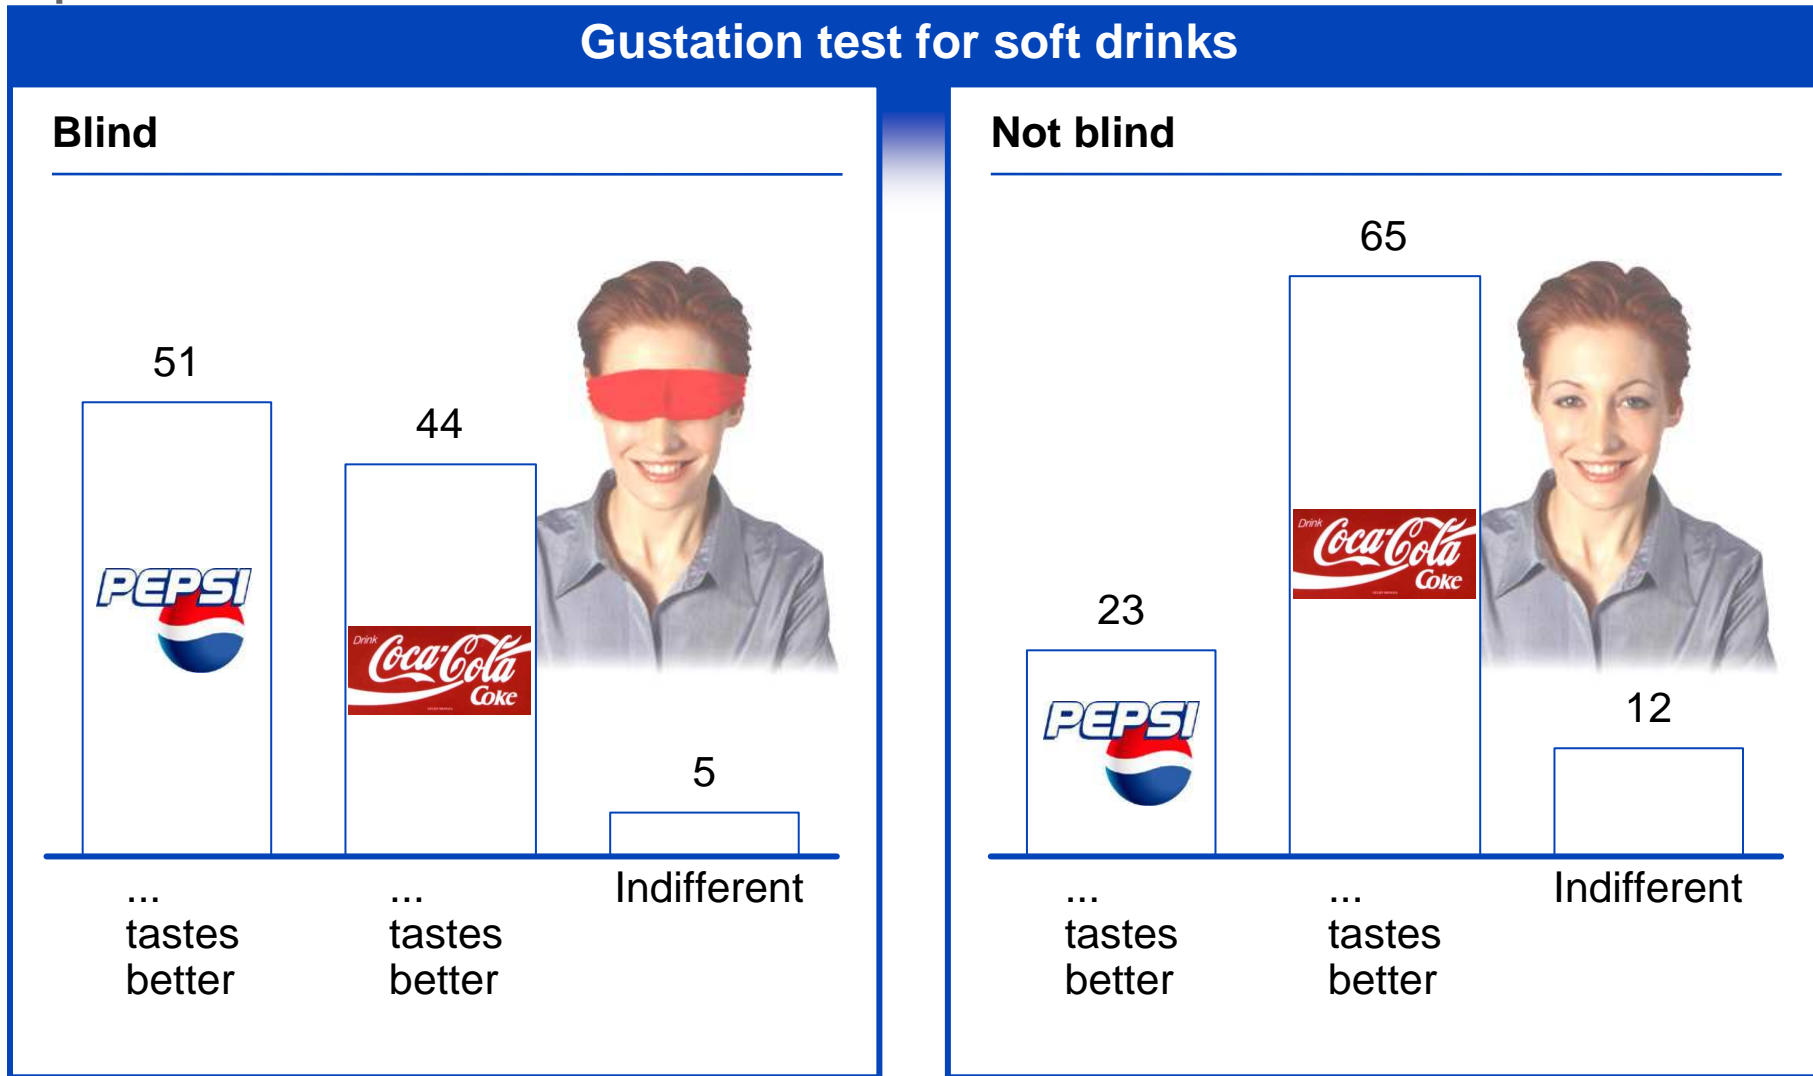 Gustation test for soft drinks
Blind
51
44
5
PEPSI
Drink
Coca-Cola
Coke
...
tastes
better
...
tastes
better
Indifferent
Not blind
65
23
12
Drink
Coca-Cola
Coke
PEPSI
...
tastes
better
...
tastes
better
Indifferent